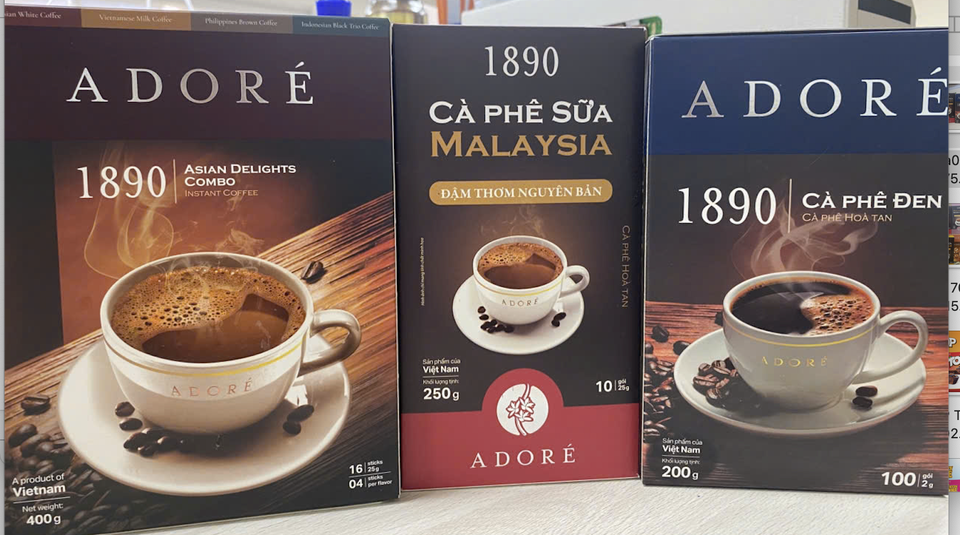 Asian White Coffee
Vietnamese Milk Coffee
Philippines Brown Coffee
Indonesian Black Trio Coffee
ADORÉ
1890
ASIAN DELIGHTS
COMBO
INSTANT COFFEE
ADORÉ
A product of
Vietnam
Net weight:
400g
16 sticks
25g
04 sticks
per flavor
1890
CÀ PHÊ SỮA
MALAYSIA
ĐẬM THƠM NGUYÊN BẢN
CÀ PHÊ HOÀ TAN
ADORÉ
Sản phẩm của
Việt Nam
Khối lượng tịnh:
250g
10 gói
25g
ADORÉ
ADORÉ
1890
CÀ PHÊ ĐEN
CÀ PHÊ HOÀ TAN
ADORÉ
Sản phẩm của
Việt Nam
Khối lượng tịnh:
200g
100 gói
2g